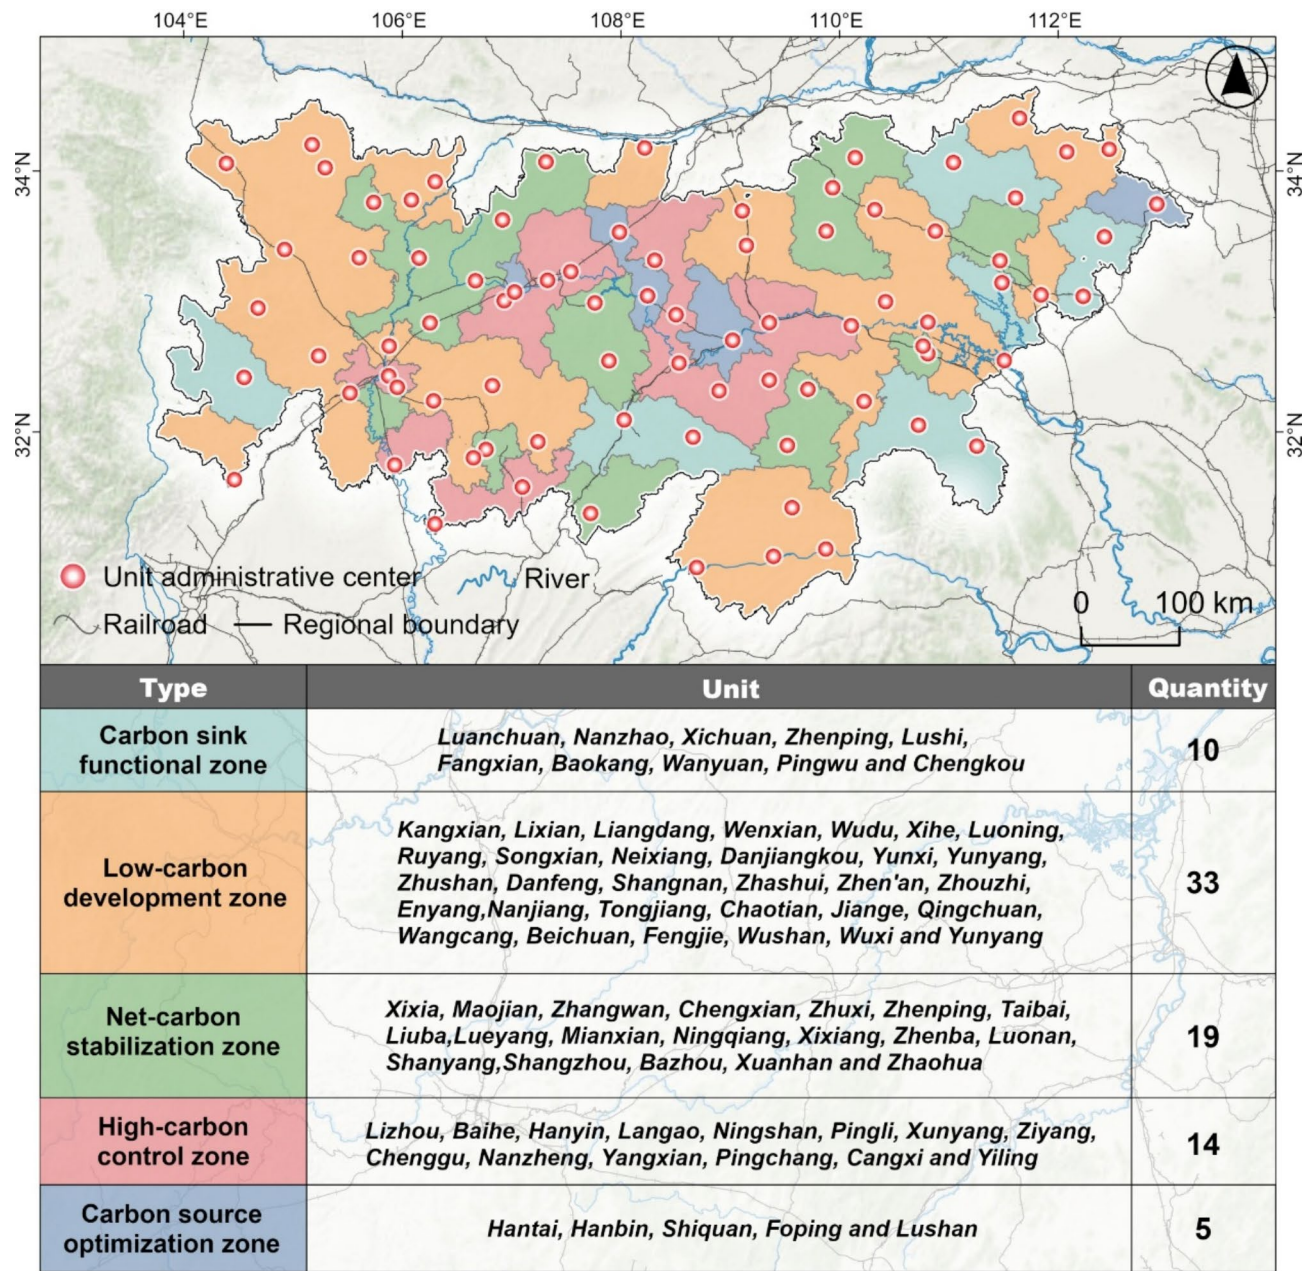 104°E 106°E 108°E 110°E 112°E
34°N 34°N
32°N 32°N
Unit administrative center River
Railroad Regional boundary
0 100 km
Type Unit Quantity
Carbon sink
functional zone
Luanchuan, Nanzhao, Xichuan, Zhenping, Lushi,
Fangxian, Baokang, Wanyuan, Pingwu and Chengkou
10
Low-carbon
development zone
Kangxian, Lixian, Liangdang, Wenxian, Wudu, Xihe, Luoning,
Ruyang, Songxian, Neixiang, Danjiangkou, Yunxi, Yunyang,
Zhushan, Danfeng, Shangnan, Zhashui, Zhen'an, Zhouzhi,
Enyang,Nanjiang, Tongjiang, Chaotian, Jiange, Qingchuan,
Wangcang, Beichuan, Fengjie, Wushan, Wuxi and Yunyang
33
Net-carbon
stabilization zone
Xixia, Maojian, Zhangwan, Chengxian, Zhuxi, Zhenping, Taibai,
Liuba,Lueyang, Mianxian, Ningqiang, Xixiang, Zhenba, Luonan,
Shanyang,Shangzhou, Bazhou, Xuanhan and Zhaohua
19
High-carbon
control zone
Lizhou, Baihe, Hanyin, Langao, Ningshan, Pingli, Xunyang, Ziyang,
Chenggu, Nanzheng, Yangxian, Pingchang, Cangxi and Yiling
14
Carbon source
optimization zone
Hantai, Hanbin, Shiquan, Foping and Lushan
5